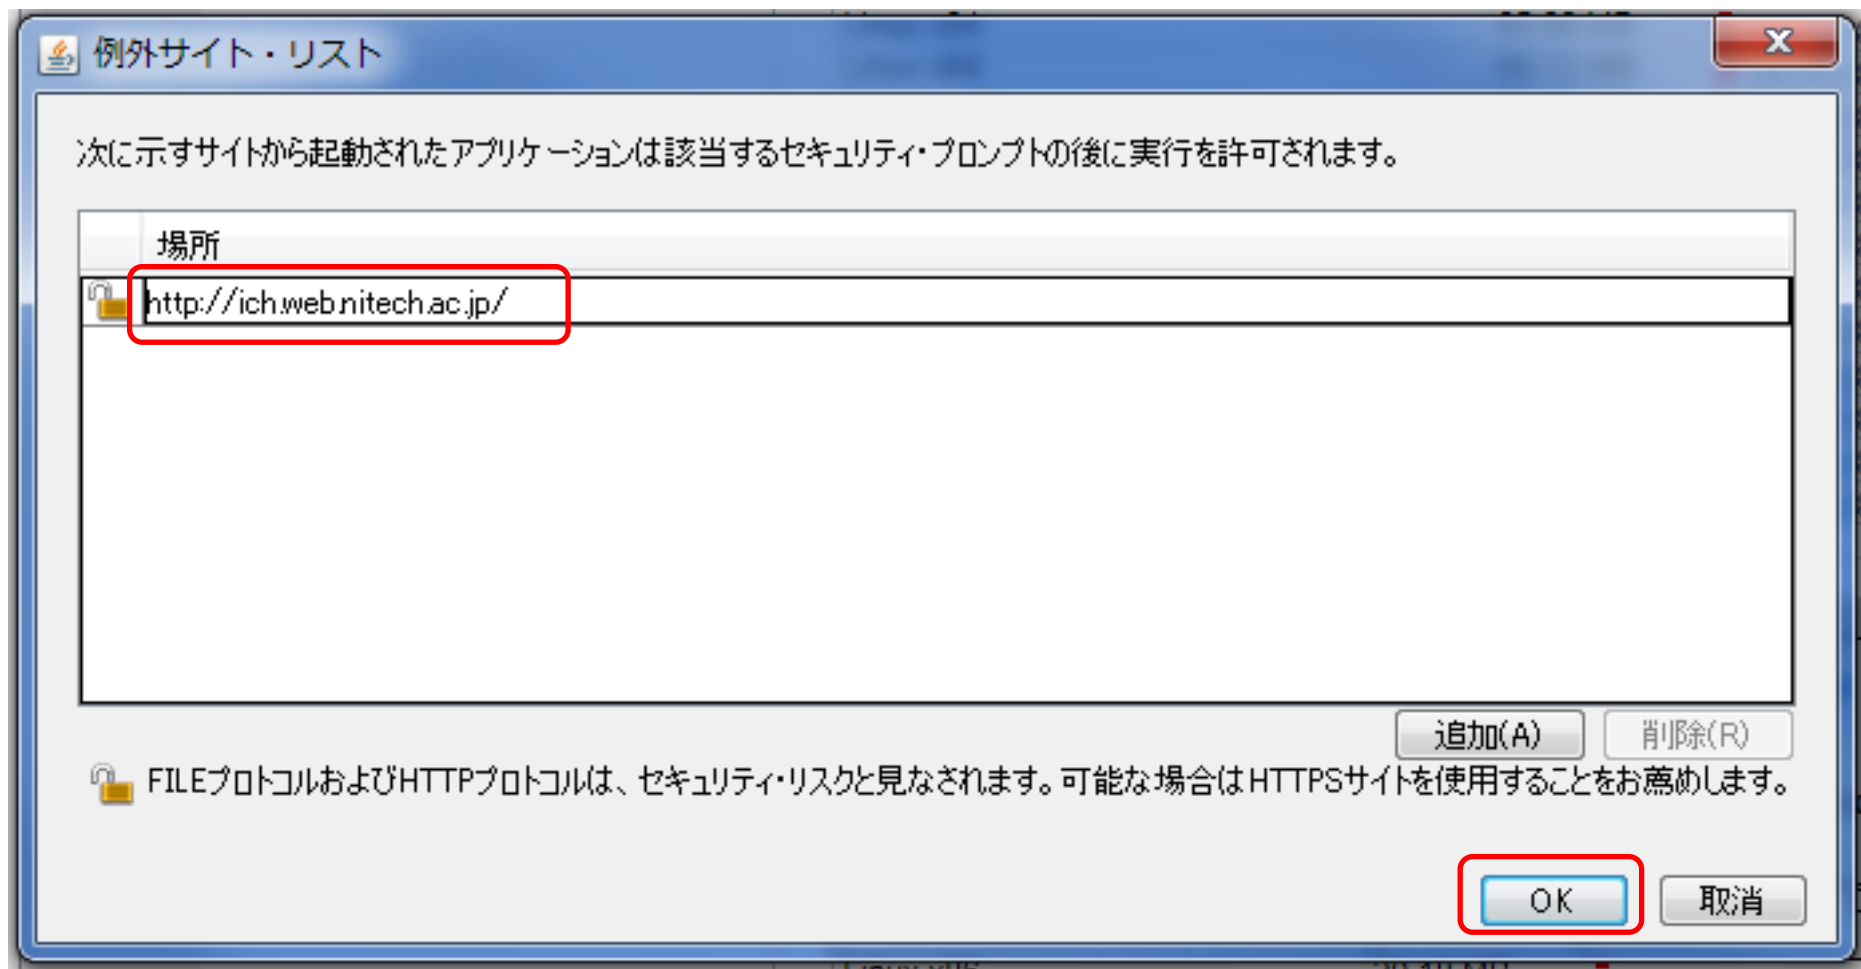 例外サイト・リスト
次に示すサイトから起動されたアプリケーションは該当するセキュリティ・プロンプトの後に実行を許可されます。
場所
http://ich.web.nitech.ac.jp/
追加(A)
削除(R)
FILEプロトコルおよびHTTPプロトコルは、セキュリティ・リスクと見なされます。可能な場合はHTTPSサイトを使用することをお薦めします。
OK
取消